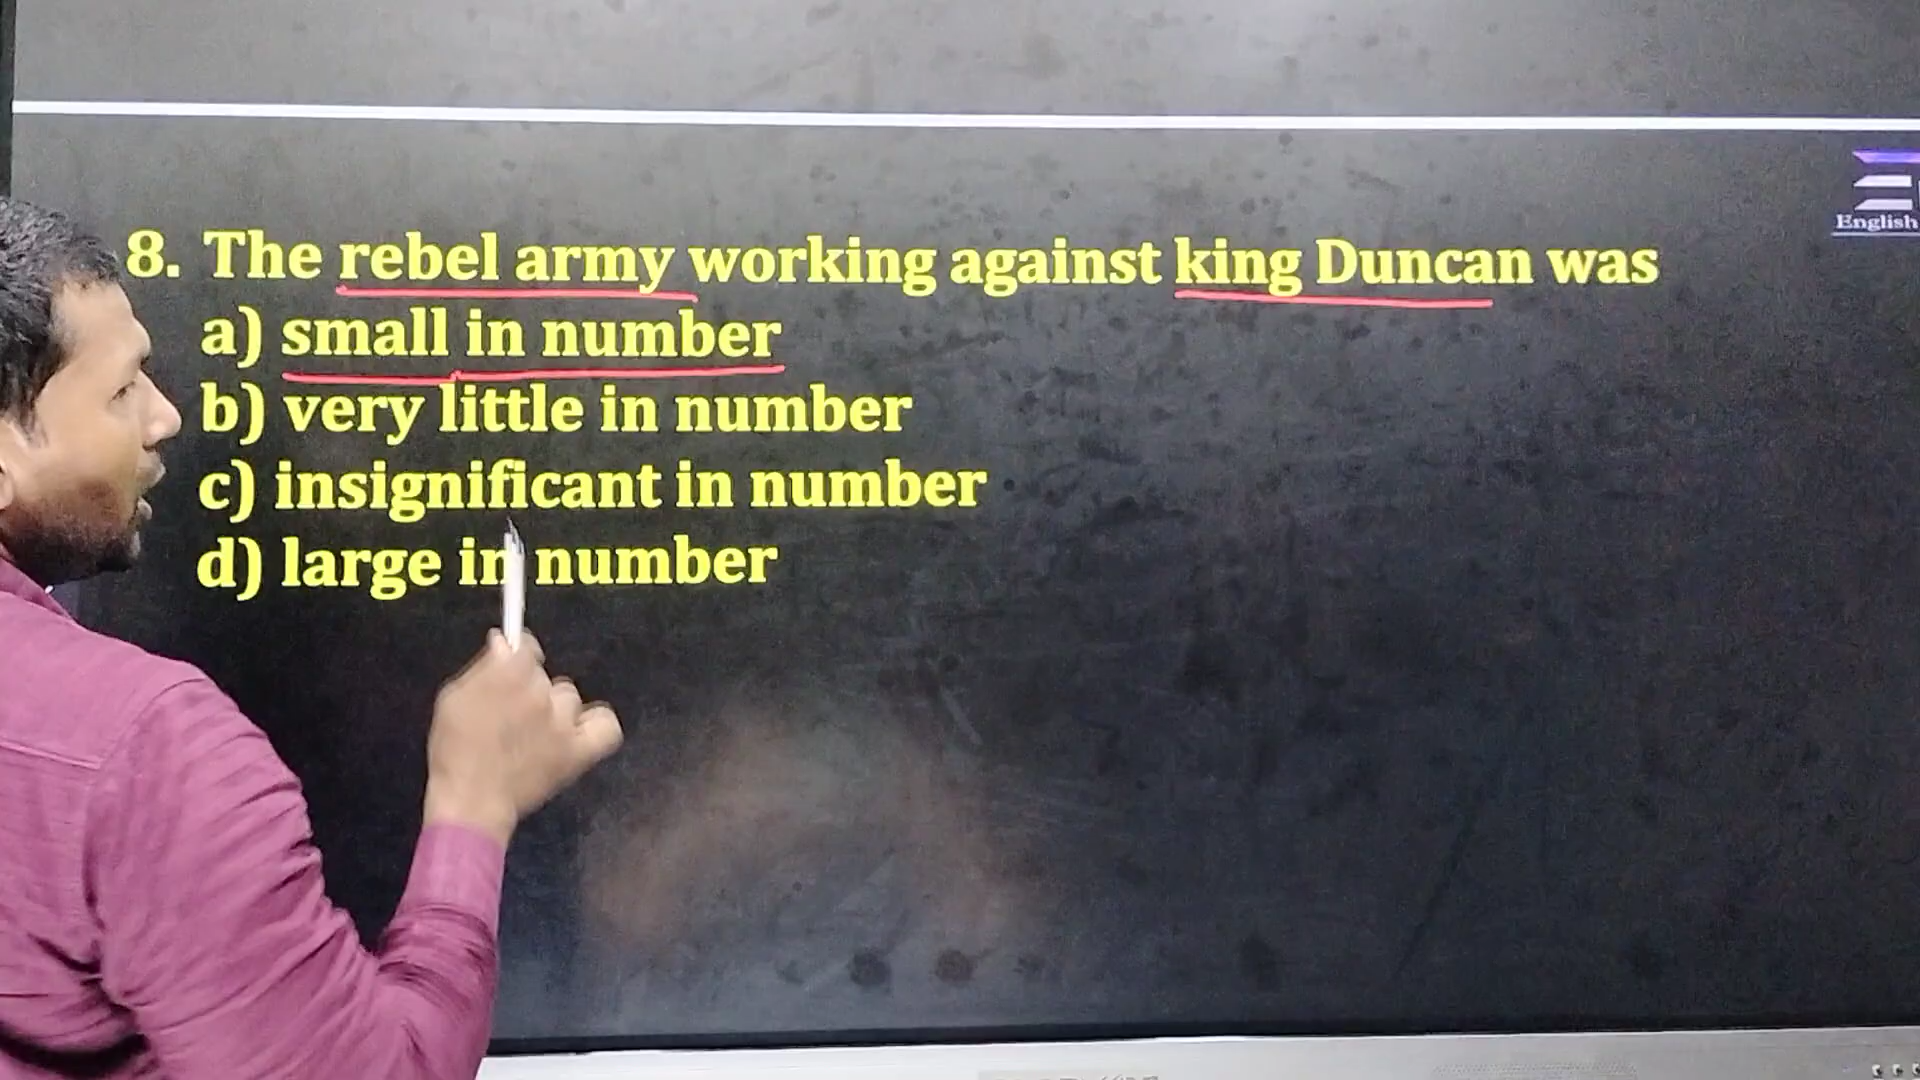 8. The rebel army working against king Duncan was
a) small in number
b) very little in number
c) insignificant in number
d) large in number
English